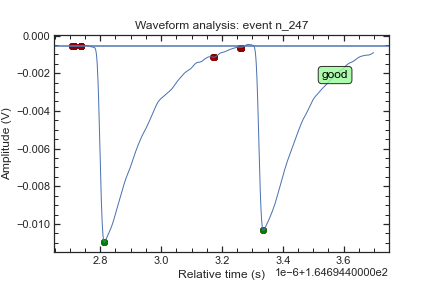 Waveform analysis: event n_247
0.000
−0.002
−0.004
−0.006
−0.008
−0.010
Amplitude (V)
good
2.8
3.0
3.2
3.4
3.6
Relative time (s)
1e−6+1.6469440000e2